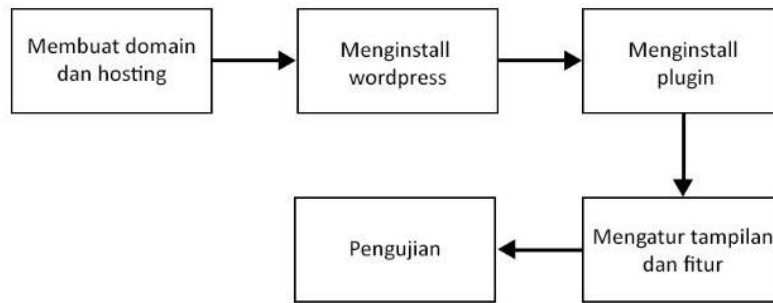 Membuat domain
dan hosting
Menginstall
wordpress
Menginstall
plugin
Mengatur tampilan
dan fitur
Pengujian